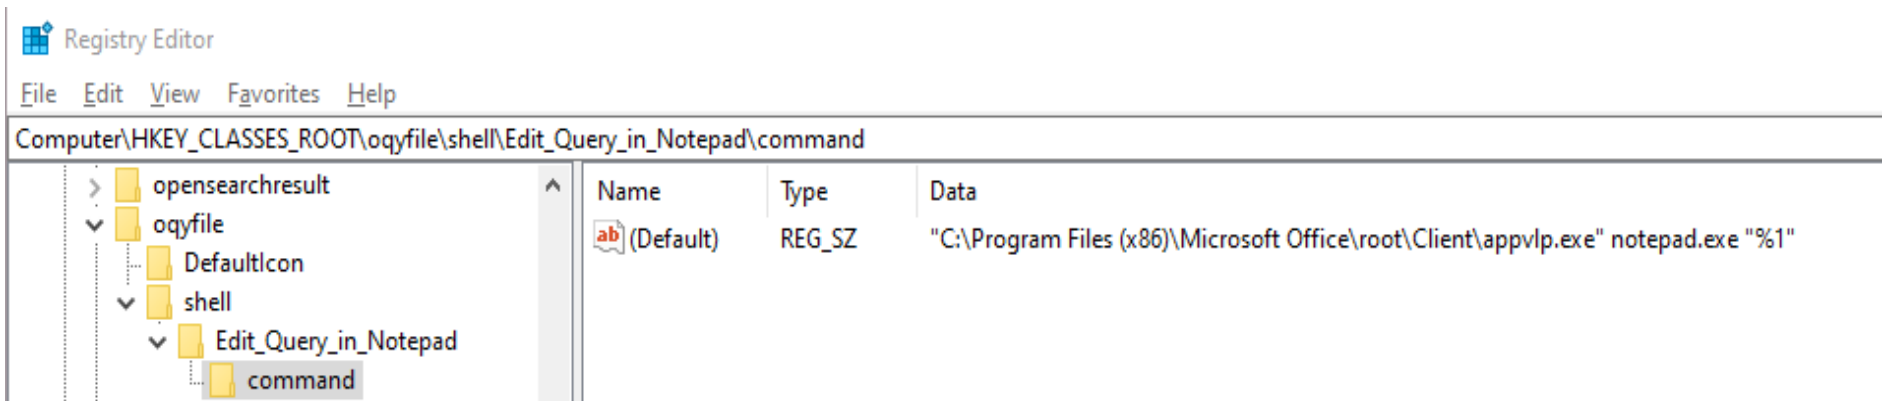 Registry Editor
File Edit View Favorites Help
Computer\HKEY_CLASSES_ROOT\oqyfile\shell\Edit_Query_in_Notepad\command
opensearchresult
oqyfile
DefaultIcon
shell
Edit_Query_in_Notepad
command
Name Type Data
ab (Default) REG_SZ "C:\Program Files (x86)\Microsoft Office\root\Client\appvlp.exe" notepad.exe "%1"